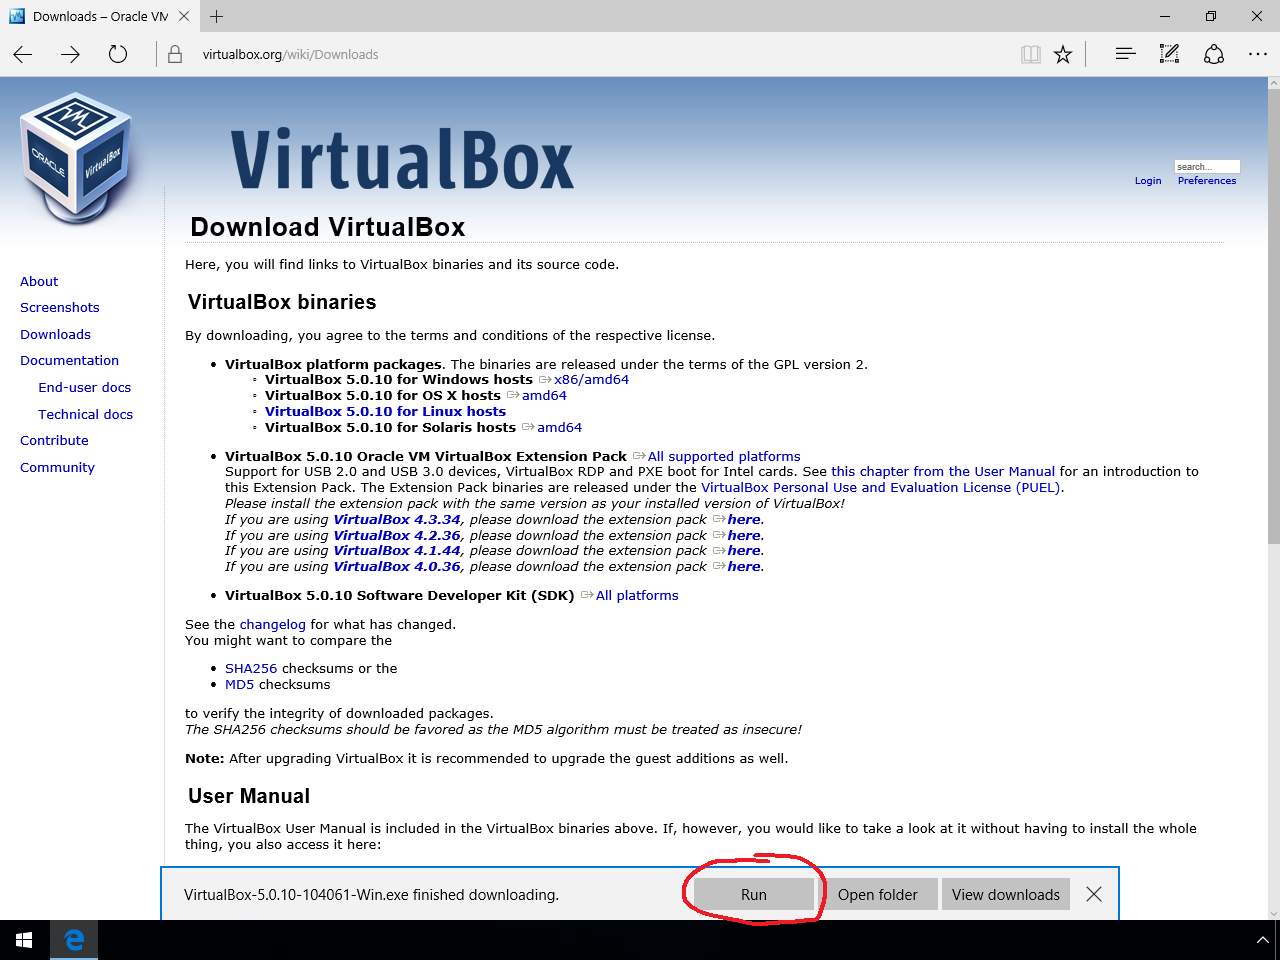 Downloads – Oracle VM
virtualbox.org/wiki/Downloads
ORACLE
VirtualBox
VirtualBox
search...
Login Preferences
Download VirtualBox
Here, you will find links to VirtualBox binaries and its source code.
About
Screenshots
Downloads
Documentation
End-user docs
Technical docs
Contribute
Community
VirtualBox binaries
By downloading, you agree to the terms and conditions of the respective license.
• VirtualBox platform packages. The binaries are released under the terms of the GPL version 2.
◦ VirtualBox 5.0.10 for Windows hosts x86/amd64
◦ VirtualBox 5.0.10 for OS X hosts amd64
◦ VirtualBox 5.0.10 for Linux hosts
◦ VirtualBox 5.0.10 for Solaris hosts amd64
• VirtualBox 5.0.10 Oracle VM VirtualBox Extension Pack All supported platforms
Support for USB 2.0 and USB 3.0 devices, VirtualBox RDP and PXE boot for Intel cards. See this chapter from the User Manual for an introduction to
this Extension Pack. The Extension Pack binaries are released under the VirtualBox Personal Use and Evaluation License (PUEL).
Please install the extension pack with the same version as your installed version of VirtualBox!
If you are using VirtualBox 4.3.34, please download the extension pack here.
If you are using VirtualBox 4.2.36, please download the extension pack here.
If you are using VirtualBox 4.1.44, please download the extension pack here.
If you are using VirtualBox 4.0.36, please download the extension pack here.
• VirtualBox 5.0.10 Software Developer Kit (SDK) All platforms
See the changelog for what has changed.
You might want to compare the
• SHA256 checksums or the
• MD5 checksums
to verify the integrity of downloaded packages.
The SHA256 checksums should be favored as the MD5 algorithm must be treated as insecure!
Note: After upgrading VirtualBox it is recommended to upgrade the guest additions as well.
User Manual
The VirtualBox User Manual is included in the VirtualBox binaries above. If, however, you would like to take a look at it without having to install the whole
thing, you also access it here:
VirtualBox-5.0.10-104061-Win.exe finished downloading. Run Open folder View downloads